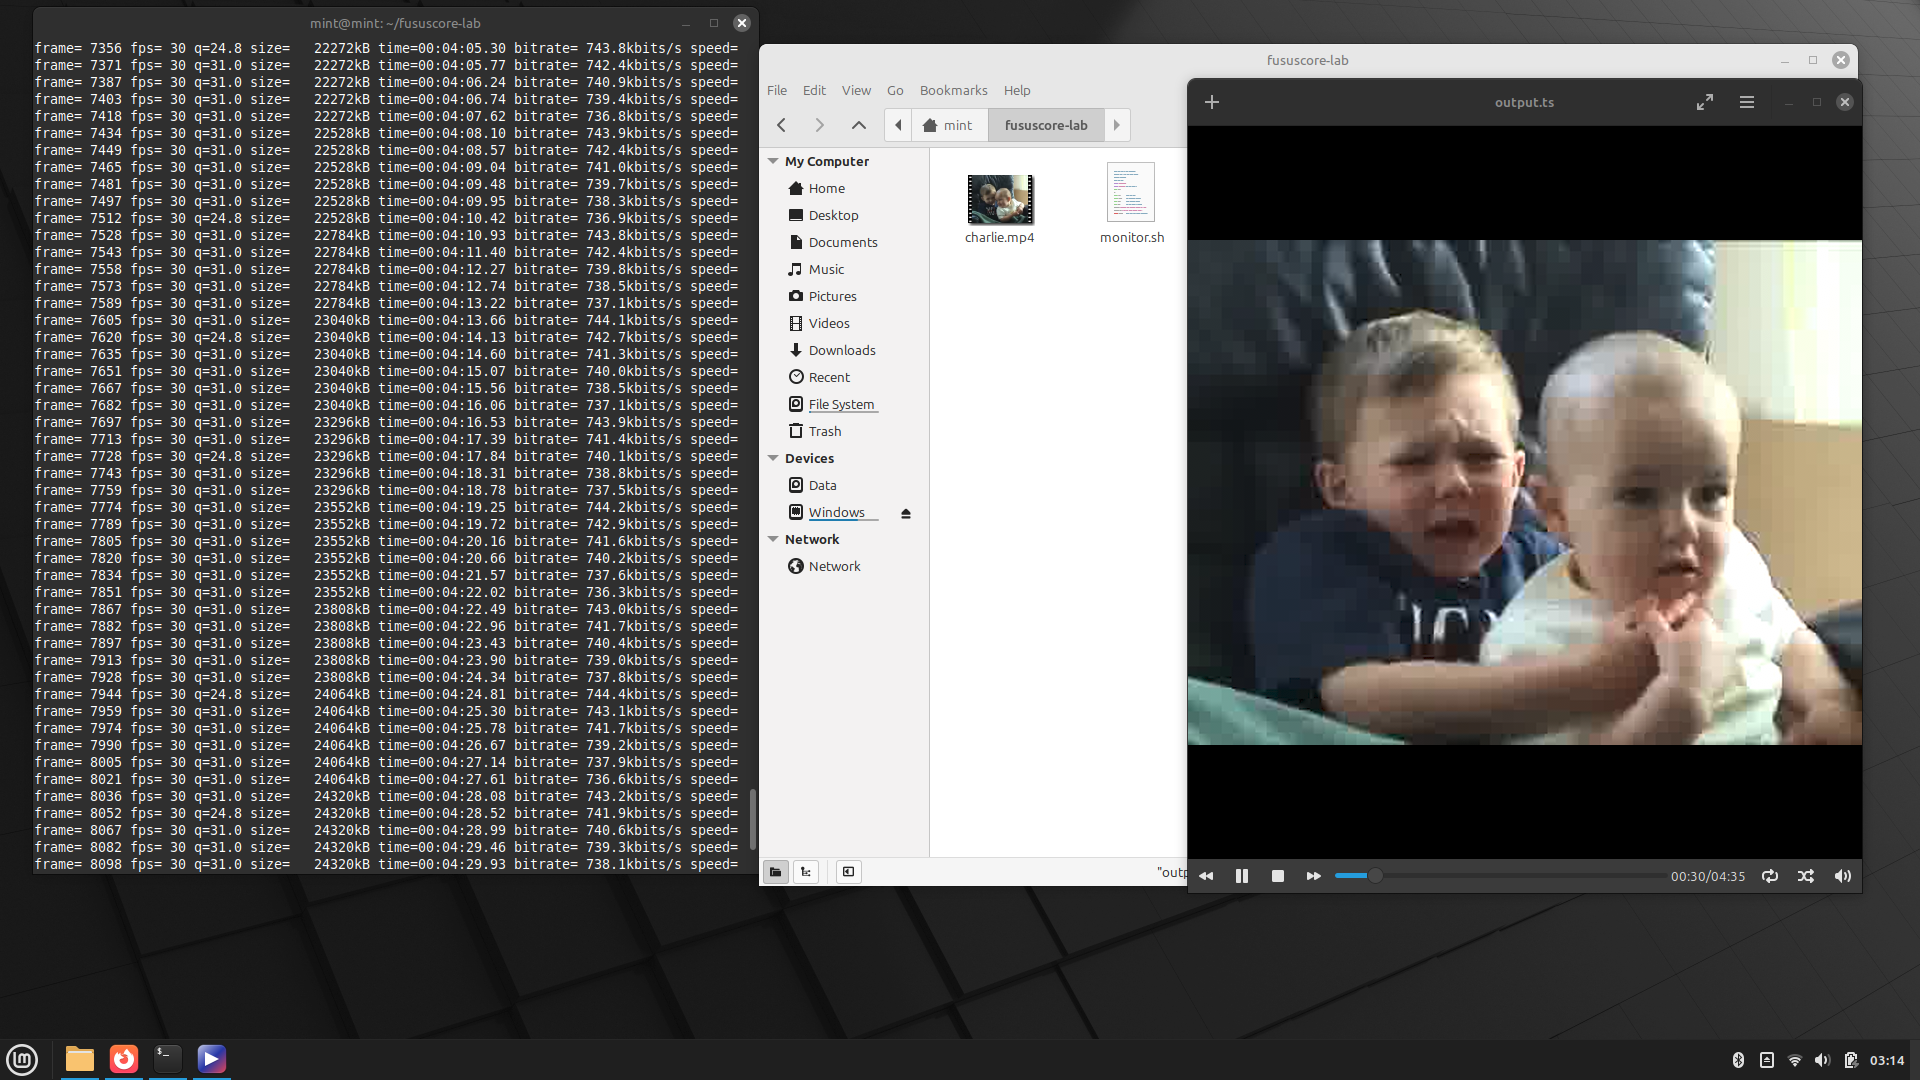 mint@mint: ~/fususcore-lab
frame= 7356 fps= 30 q=24.8 size=   22272kB time=00:04:05.30 bitrate= 743.8kbits/s speed=
frame= 7371 fps= 30 q=31.0 size=   22272kB time=00:04:05.77 bitrate= 742.4kbits/s speed=
frame= 7387 fps= 30 q=31.0 size=   22272kB time=00:04:06.24 bitrate= 740.9kbits/s speed=
frame= 7403 fps= 30 q=31.0 size=   22272kB time=00:04:06.74 bitrate= 739.4kbits/s speed=
frame= 7418 fps= 30 q=31.0 size=   22272kB time=00:04:07.62 bitrate= 736.8kbits/s speed=
frame= 7434 fps= 30 q=31.0 size=   22528kB time=00:04:08.10 bitrate= 743.9kbits/s speed=
frame= 7449 fps= 30 q=31.0 size=   22528kB time=00:04:08.57 bitrate= 742.4kbits/s speed=
frame= 7465 fps= 30 q=31.0 size=   22528kB time=00:04:09.04 bitrate= 741.0kbits/s speed=
frame= 7481 fps= 30 q=31.0 size=   22528kB time=00:04:09.48 bitrate= 739.7kbits/s speed=
frame= 7497 fps= 30 q=31.0 size=   22528kB time=00:04:09.95 bitrate= 738.3kbits/s speed=
frame= 7512 fps= 30 q=24.8 size=   22528kB time=00:04:10.42 bitrate= 736.9kbits/s speed=
frame= 7528 fps= 30 q=31.0 size=   22784kB time=00:04:10.93 bitrate= 743.8kbits/s speed=
frame= 7543 fps= 30 q=31.0 size=   22784kB time=00:04:11.40 bitrate= 742.4kbits/s speed=
frame= 7558 fps= 30 q=31.0 size=   22784kB time=00:04:12.27 bitrate= 739.8kbits/s speed=
frame= 7573 fps= 30 q=31.0 size=   22784kB time=00:04:12.74 bitrate= 738.5kbits/s speed=
frame= 7589 fps= 30 q=31.0 size=   22784kB time=00:04:13.22 bitrate= 737.1kbits/s speed=
frame= 7605 fps= 30 q=31.0 size=   23040kB time=00:04:13.66 bitrate= 744.1kbits/s speed=
frame= 7620 fps= 30 q=24.8 size=   23040kB time=00:04:14.13 bitrate= 742.7kbits/s speed=
frame= 7635 fps= 30 q=31.0 size=   23040kB time=00:04:14.60 bitrate= 741.3kbits/s speed=
frame= 7651 fps= 30 q=31.0 size=   23040kB time=00:04:15.07 bitrate= 740.0kbits/s speed=
frame= 7667 fps= 30 q=31.0 size=   23040kB time=00:04:15.56 bitrate= 738.5kbits/s speed=
frame= 7682 fps= 30 q=31.0 size=   23040kB time=00:04:16.06 bitrate= 737.1kbits/s speed=
frame= 7697 fps= 30 q=31.0 size=   23296kB time=00:04:16.53 bitrate= 743.9kbits/s speed=
frame= 7713 fps= 30 q=31.0 size=   23296kB time=00:04:17.39 bitrate= 741.4kbits/s speed=
frame= 7728 fps= 30 q=24.8 size=   23296kB time=00:04:17.84 bitrate= 740.1kbits/s speed=
frame= 7743 fps= 30 q=31.0 size=   23296kB time=00:04:18.31 bitrate= 738.8kbits/s speed=
frame= 7759 fps= 30 q=31.0 size=   23296kB time=00:04:18.78 bitrate= 737.5kbits/s speed=
frame= 7774 fps= 30 q=31.0 size=   23552kB time=00:04:19.25 bitrate= 744.2kbits/s speed=
frame= 7789 fps= 30 q=31.0 size=   23552kB time=00:04:19.72 bitrate= 742.9kbits/s speed=
frame= 7805 fps= 30 q=31.0 size=   23552kB time=00:04:20.16 bitrate= 741.6kbits/s speed=
frame= 7820 fps= 30 q=31.0 size=   23552kB time=00:04:20.66 bitrate= 740.2kbits/s speed=
frame= 7834 fps= 30 q=31.0 size=   23552kB time=00:04:21.57 bitrate= 737.6kbits/s speed=
frame= 7851 fps= 30 q=31.0 size=   23552kB time=00:04:22.02 bitrate= 736.3kbits/s speed=
frame= 7867 fps= 30 q=31.0 size=   23808kB time=00:04:22.49 bitrate= 743.0kbits/s speed=
frame= 7882 fps= 30 q=31.0 size=   23808kB time=00:04:22.96 bitrate= 741.7kbits/s speed=
frame= 7897 fps= 30 q=31.0 size=   23808kB time=00:04:23.43 bitrate= 740.4kbits/s speed=
frame= 7913 fps= 30 q=31.0 size=   23808kB time=00:04:23.90 bitrate= 739.0kbits/s speed=
frame= 7928 fps= 30 q=31.0 size=   23808kB time=00:04:24.34 bitrate= 737.8kbits/s speed=
frame= 7944 fps= 30 q=24.8 size=   24064kB time=00:04:24.81 bitrate= 744.4kbits/s speed=
frame= 7959 fps= 30 q=31.0 size=   24064kB time=00:04:25.30 bitrate= 743.1kbits/s speed=
frame= 7974 fps= 30 q=31.0 size=   24064kB time=00:04:25.78 bitrate= 741.7kbits/s speed=
frame= 7990 fps= 30 q=31.0 size=   24064kB time=00:04:26.67 bitrate= 739.2kbits/s speed=
frame= 8005 fps= 30 q=31.0 size=   24064kB time=00:04:27.14 bitrate= 737.9kbits/s speed=
frame= 8021 fps= 30 q=31.0 size=   24064kB time=00:04:27.61 bitrate= 736.6kbits/s speed=
frame= 8036 fps= 30 q=31.0 size=   24320kB time=00:04:28.08 bitrate= 743.2kbits/s speed=
frame= 8052 fps= 30 q=24.8 size=   24320kB time=00:04:28.52 bitrate= 741.9kbits/s speed=
frame= 8067 fps= 30 q=31.0 size=   24320kB time=00:04:28.99 bitrate= 740.6kbits/s speed=
frame= 8082 fps= 30 q=31.0 size=   24320kB time=00:04:29.46 bitrate= 739.3kbits/s speed=
frame= 8098 fps= 30 q=31.0 size=   24320kB time=00:04:29.93 bitrate= 738.1kbits/s speed=
fususcore-lab
File Edit View Go Bookmarks Help
mint fususcore-lab
My Computer
Home
Desktop
Documents
Music
Pictures
Videos
Downloads
Recent
File System
Trash
Devices
Data
Windows
Network
Network
charlie.mp4
monitor.sh
"outp
output.ts
00:30/04:35
03:14